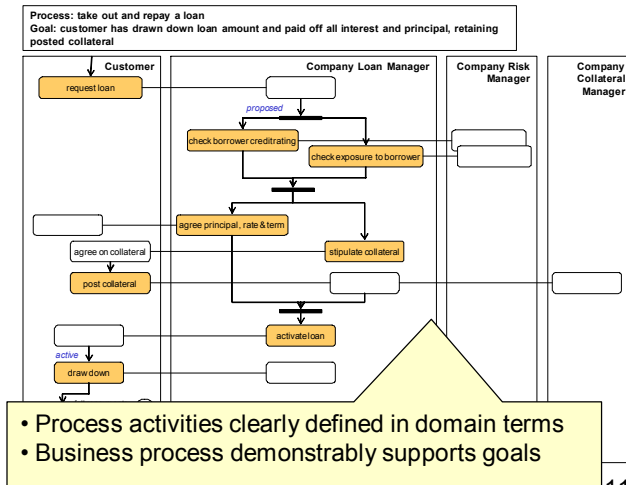 Process: take out and repay a loan
Goal: customer has drawn down loan amount and paid off all interest and principal, retaining
posted collateral
Customer
Company Loan Manager
Company Risk
Manager
Company
Collateral
Manager
request loan
proposed
check borrower creditrating
check exposure to borrower
agree principal, rate & term
agree on collateral
stipulate collateral
post collateral
activate loan
active
draw down
• Process activities clearly defined in domain terms
• Business process demonstrably supports goals
11